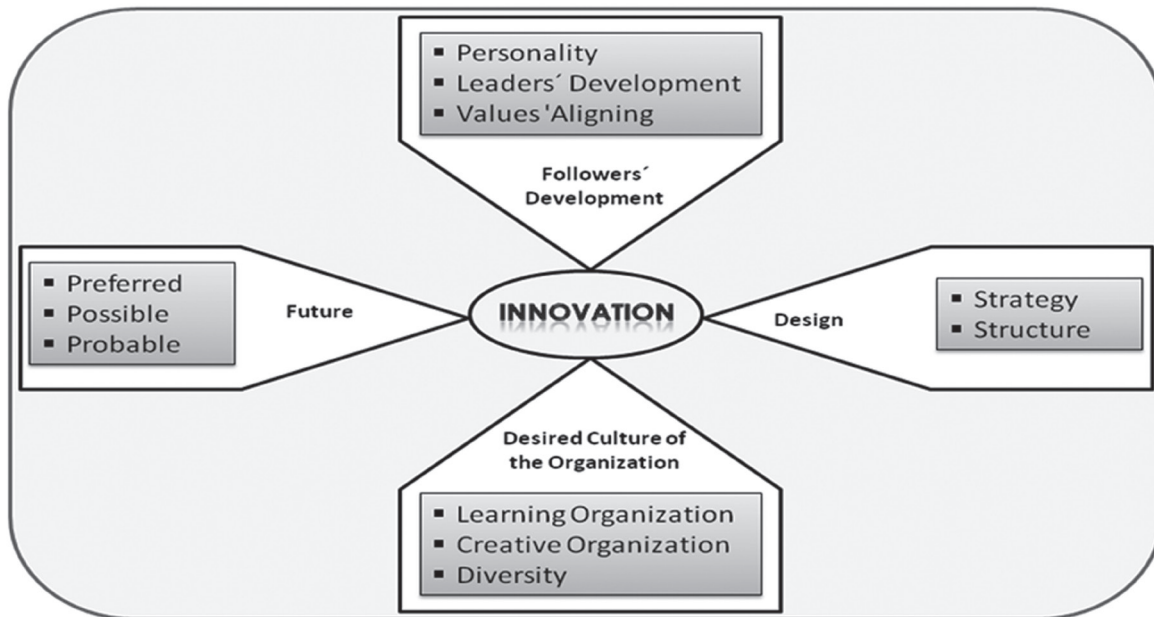 ▪ Personality
▪ Leaders´ Development
▪ Values 'Aligning
Followers´
Development
▪ Preferred
▪ Possible
▪ Probable
Future
INNOVATION
Design
▪ Strategy
▪ Structure
Desired Culture of
the Organization
▪ Learning Organization
▪ Creative Organization
▪ Diversity